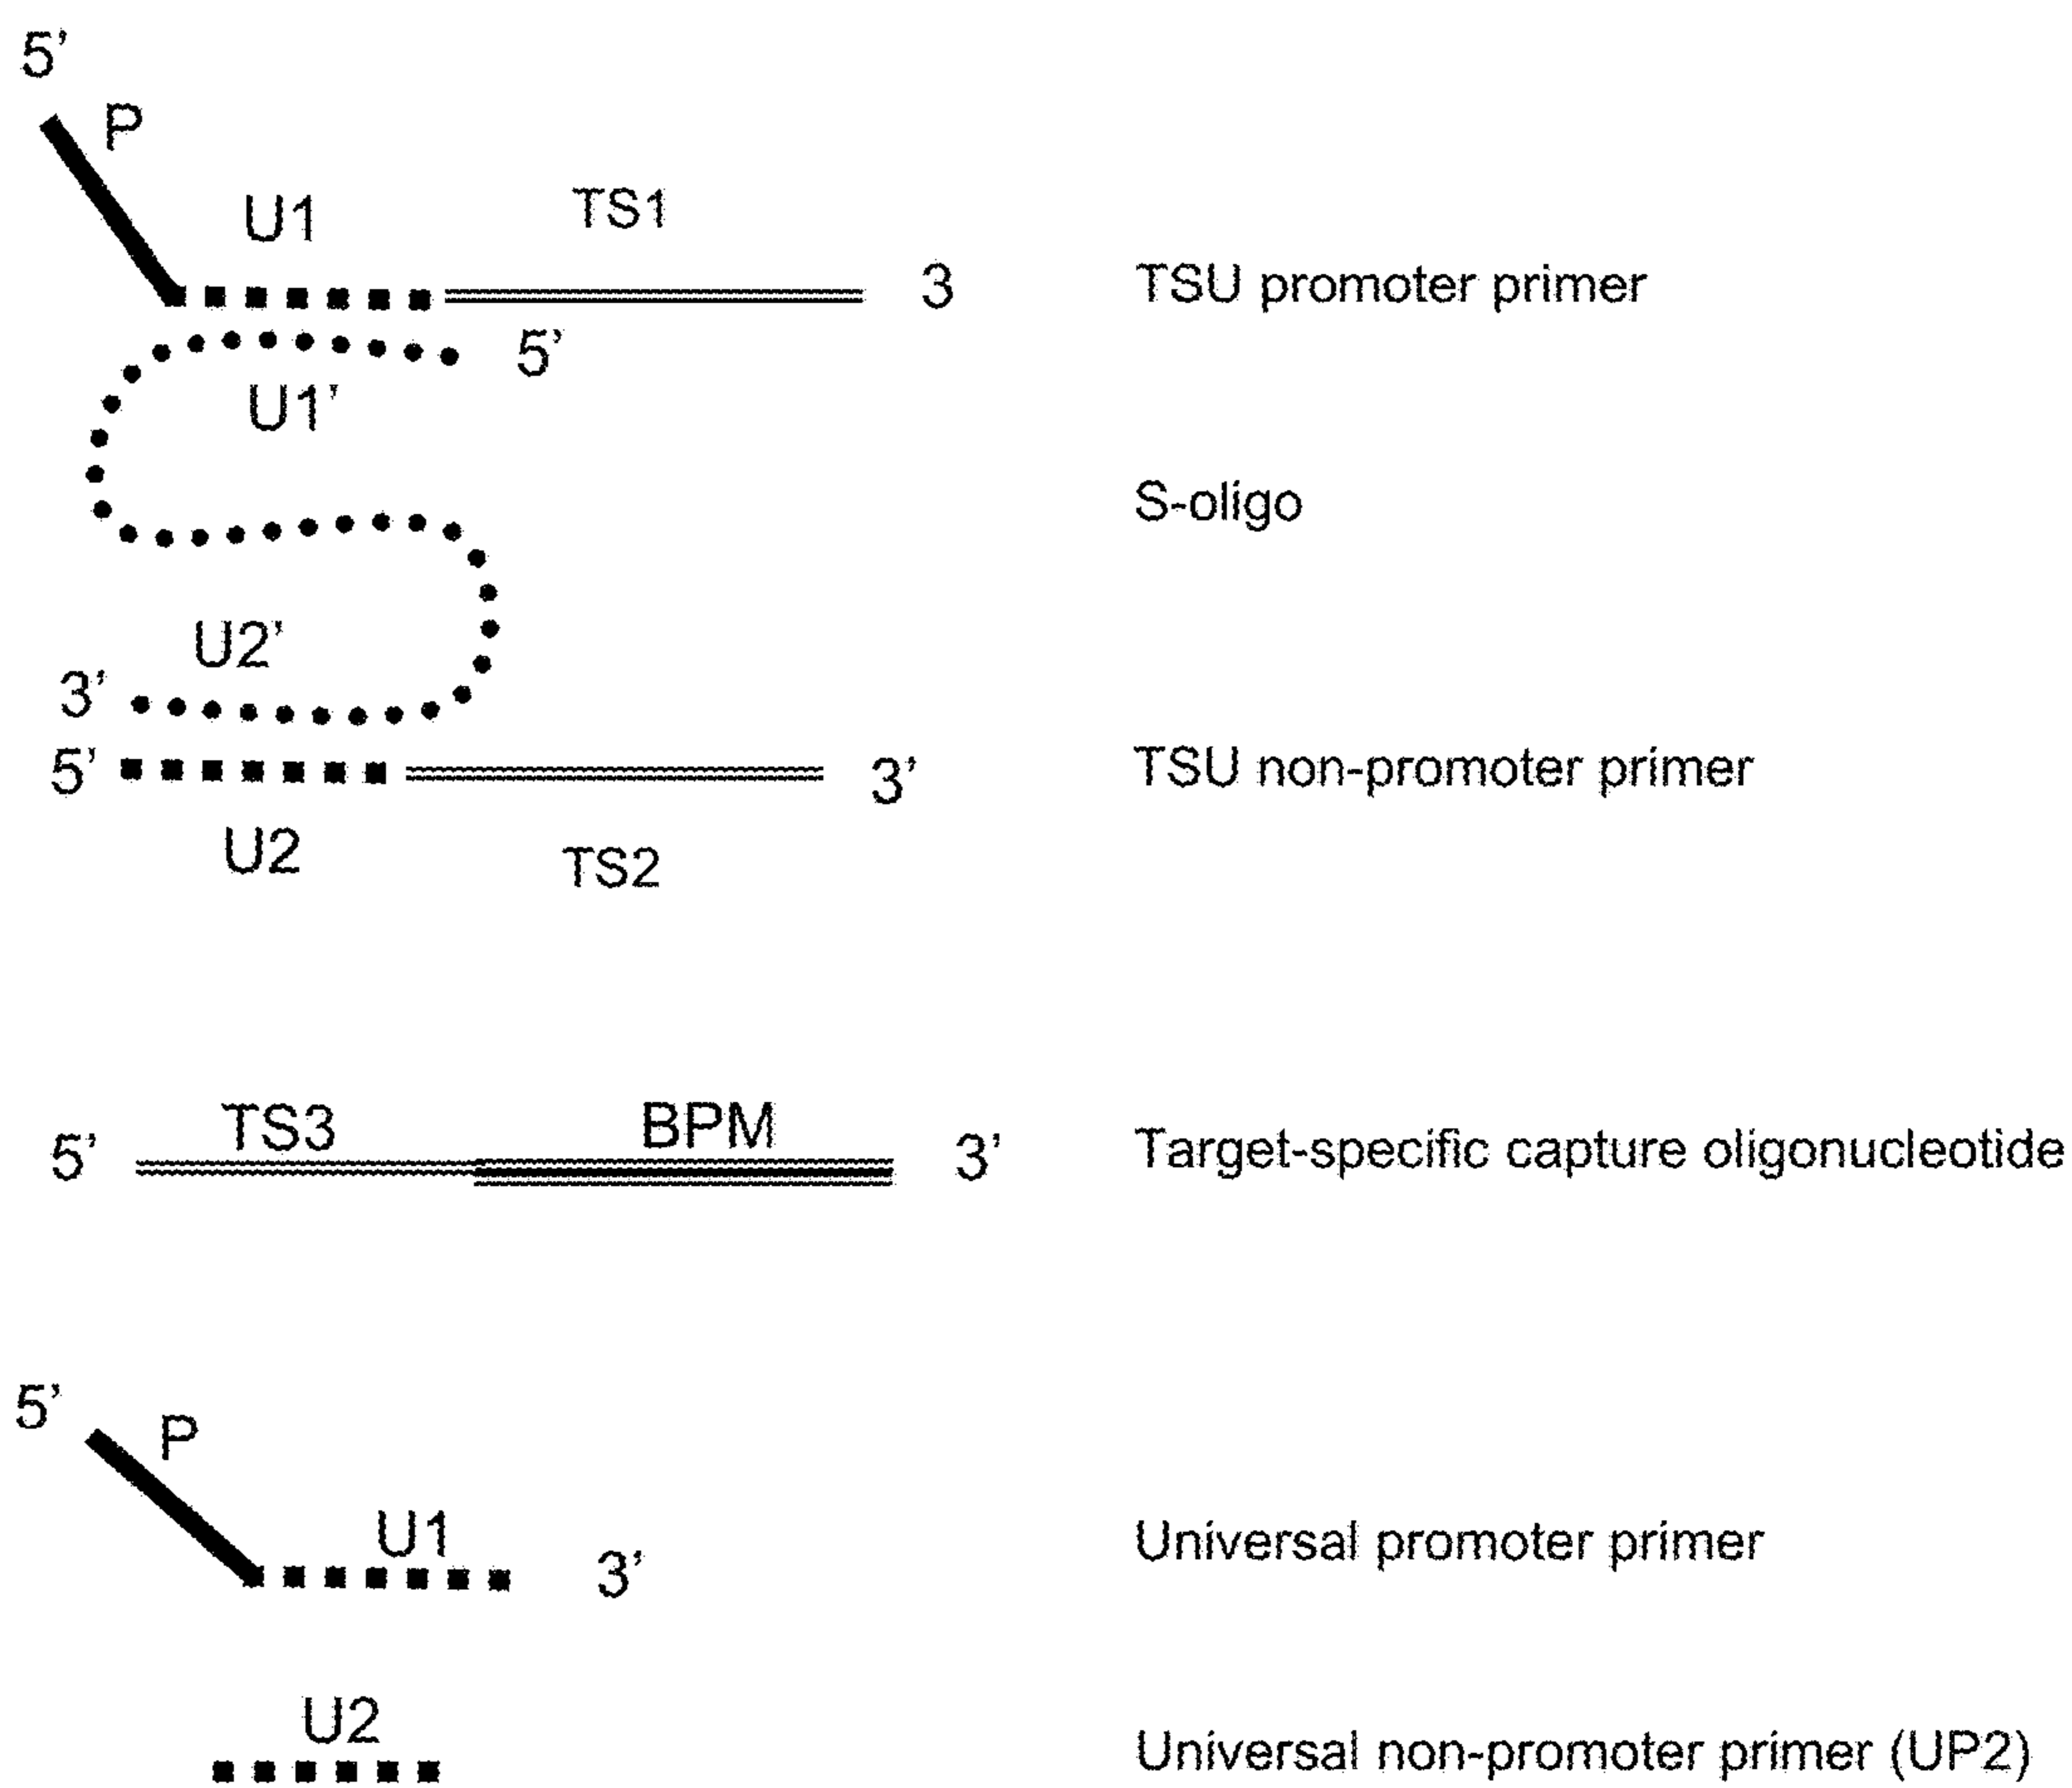 5'
P
U1
TS1
3
TSU promoter primer
5'
U1'
S-oligo
U2'
3'
5'
3'
TSU non-promoter primer
U2
TS2
TS3
BPM
5'
3'
Target-specific capture oligonucleotide
5'
P
U1
3'
Universal promoter primer
U2
Universal non-promoter primer (UP2)